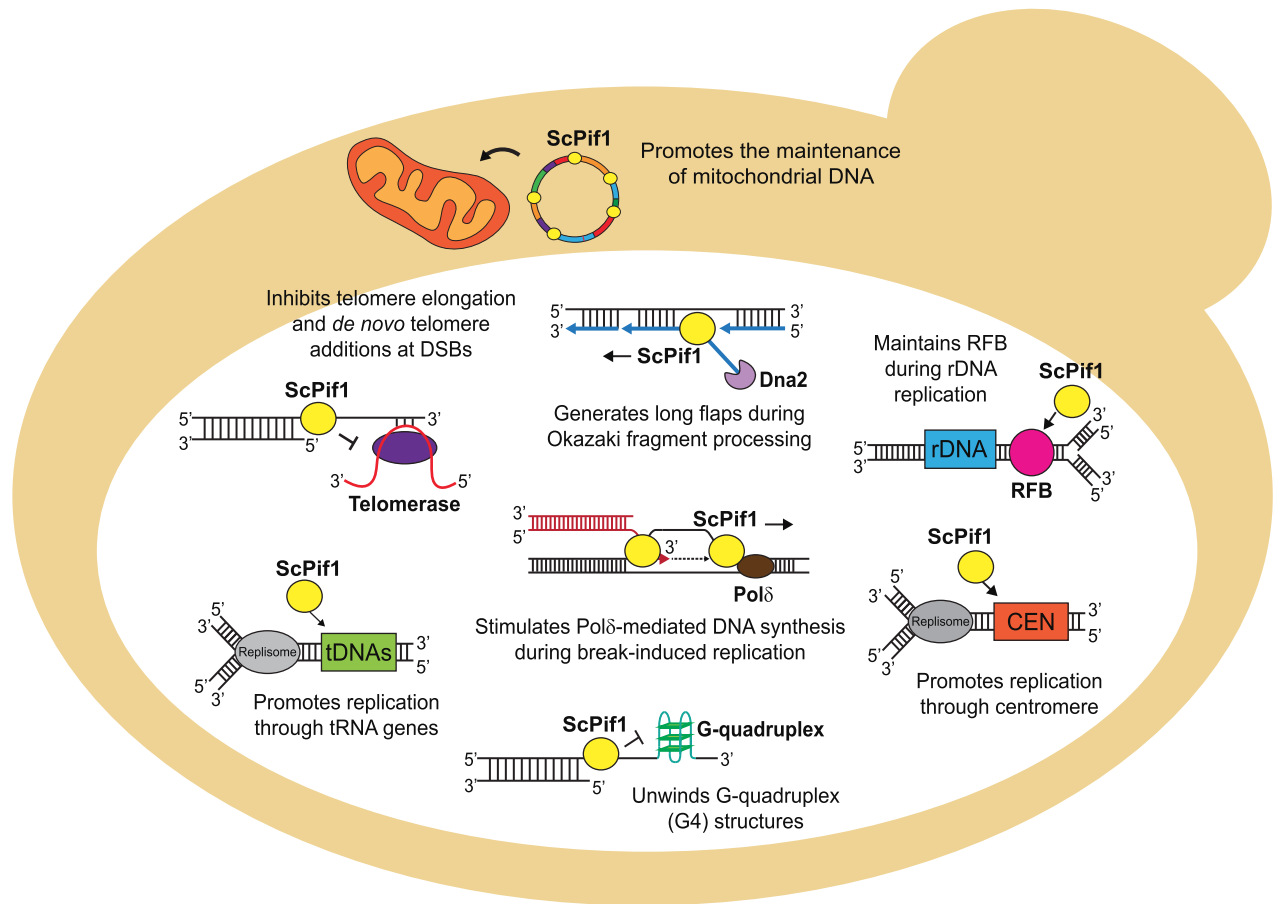 ScPif1
Promotes the maintenance
of mitochondrial DNA
Inhibits telomere elongation
and de novo telomere
additions at DSBs
ScPif1
5’ 3’
3’ 5’
3’ 5’
Telomerase
5’ 3’
3’ 5’
ScPif1
Dna2
Generates long flaps during
Okazaki fragment processing
Maintains RFB
during rDNA
replication
ScPif1
3’
5’
5’
3’
rDNA
RFB
3’
5’
3’
5’
ScPif1
3’
Polδ
Stimulates Polδ-mediated DNA synthesis
during break-induced replication
ScPif1
5’
3’
Replisome
tDNAs
3’
5’
5’
3’
Promotes replication
through tRNA genes
ScPif1
5’
3’
Replisome
CEN
3’
5’
5’
3’
Promotes replication
through centromere
ScPif1
G-quadruplex
5’ 3’
3’ 5’
Unwinds G-quadruplex
(G4) structures